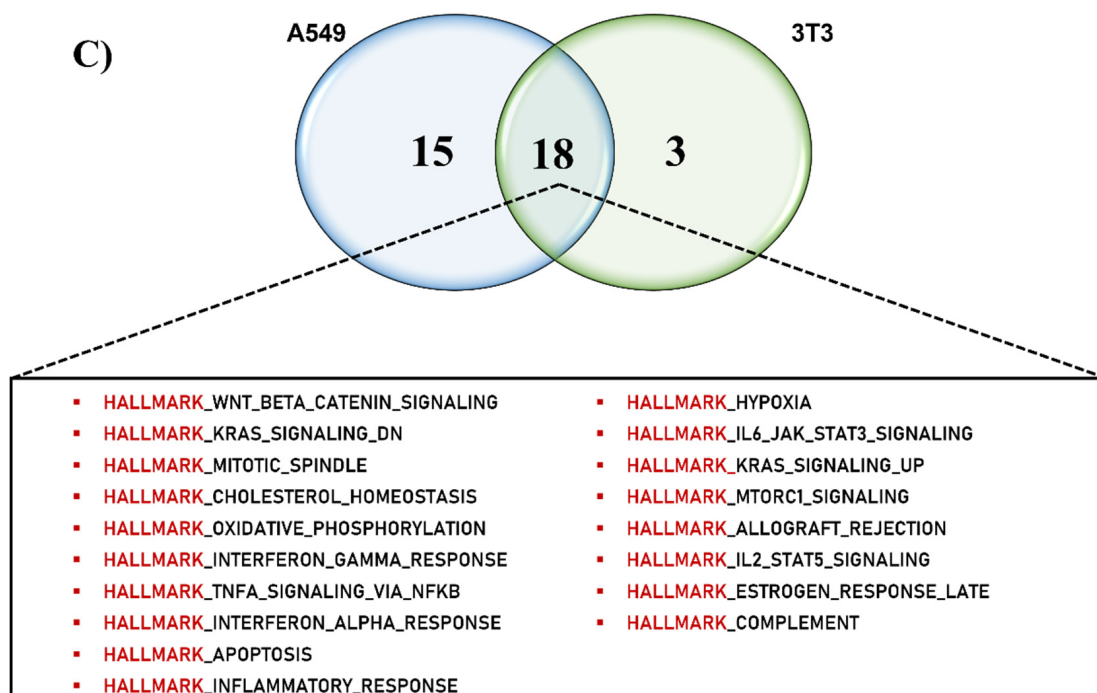 C)
A549
3T3
15
18
3
▪ HALLMARK_WNT_BETA_CATENIN_SIGNALING
▪ HALLMARK_KRAS_SIGNALING_DN
▪ HALLMARK_MITOTIC_SPINDLE
▪ HALLMARK_CHOLESTEROL_HOMEOSTASIS
▪ HALLMARK_OXIDATIVE_PHOSPHORYLATION
▪ HALLMARK_INTERFERON_GAMMA_RESPONSE
▪ HALLMARK_TNFA_SIGNALING_VIA_NFKB
▪ HALLMARK_INTERFERON_ALPHA_RESPONSE
▪ HALLMARK_APOPTOSIS
▪ HALLMARK_INFLAMMATORY_RESPONSE
▪ HALLMARK_HYPOXIA
▪ HALLMARK_IL6_JAK_STAT3_SIGNALING
▪ HALLMARK_KRAS_SIGNALING_UP
▪ HALLMARK_MTORC1_SIGNALING
▪ HALLMARK_ALLOGRAFT_REJECTION
▪ HALLMARK_IL2_STAT5_SIGNALING
▪ HALLMARK_ESTROGEN_RESPONSE_LATE
▪ HALLMARK_COMPLEMENT